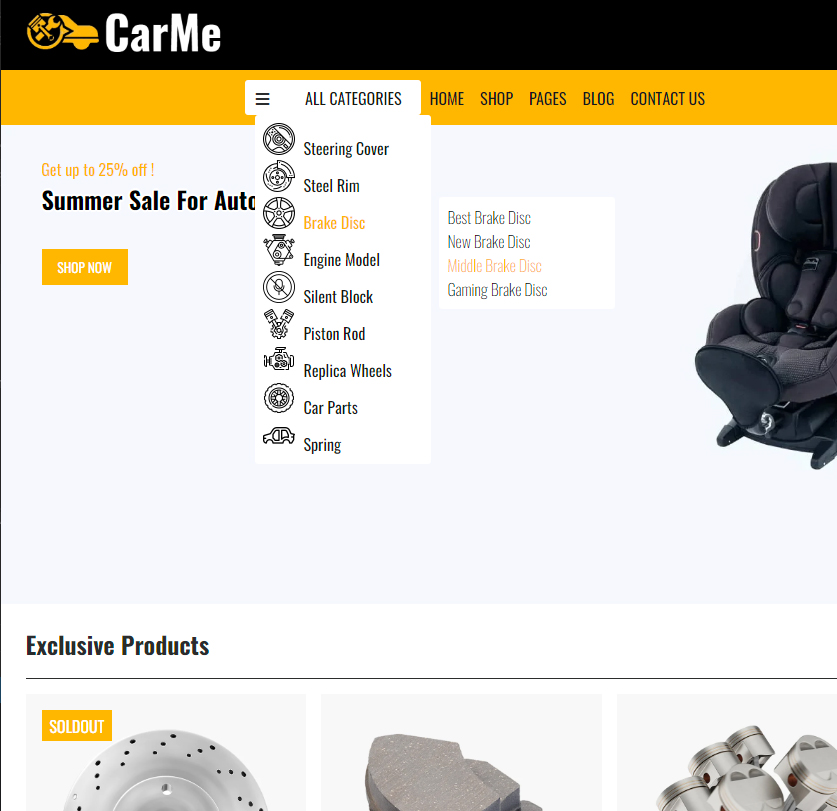 CarMe
ALL CATEGORIES HOME SHOP PAGES BLOG CONTACT US
Get up to 25% off !
Summer Sale For Auto
SHOP NOW
Steering Cover
Steel Rim
Brake Disc
Engine Model
Silent Block
Piston Rod
Replica Wheels
Car Parts
Spring
Best Brake Disc
New Brake Disc
Middle Brake Disc
Gaming Brake Disc
Exclusive Products
SOLDOUT